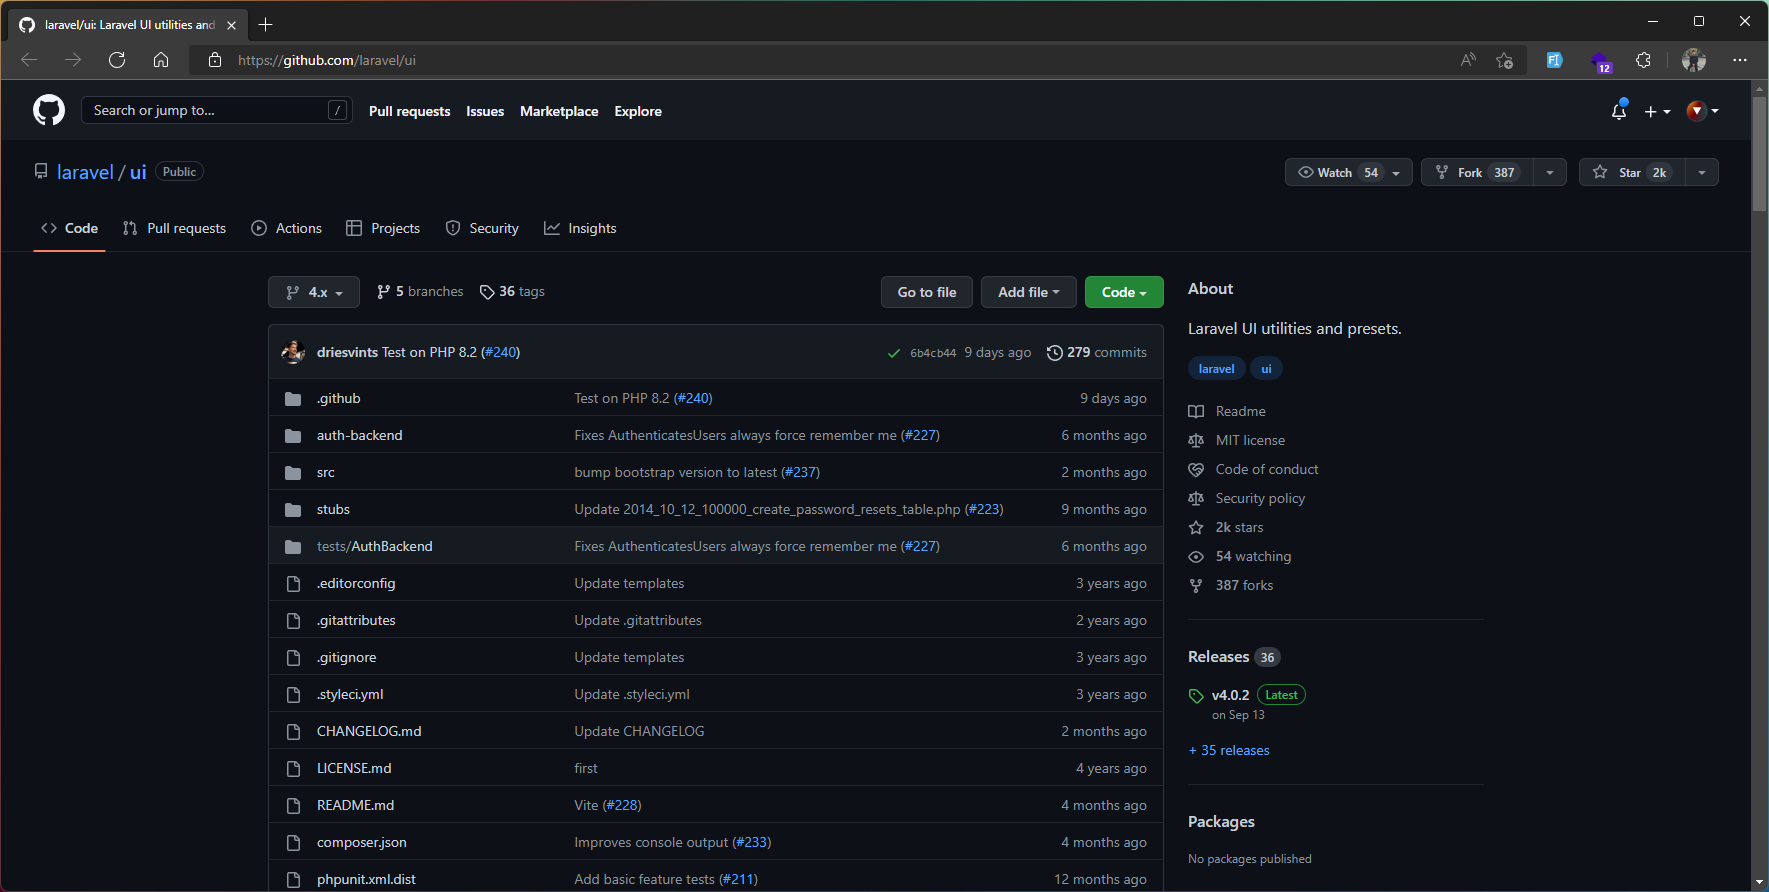 laravel/ui: Laravel UI utilities and
https://github.com/laravel/ui
12
Search or jump to... /
Pull requests Issues Marketplace Explore
laravel / ui Public
Watch 54 Fork 387 Star 2k
Code Pull requests Actions Projects Security Insights
4.x 5 branches 36 tags Go to file Add file Code
driesvints Test on PHP 8.2 (#240) 6b4cb44 9 days ago 279 commits
.github Test on PHP 8.2 (#240) 9 days ago
auth-backend Fixes AuthenticatesUsers always force remember me (#227) 6 months ago
src bump bootstrap version to latest (#237) 2 months ago
stubs Update 2014_10_12_100000_create_password_resets_table.php (#223) 9 months ago
tests/AuthBackend Fixes AuthenticatesUsers always force remember me (#227) 6 months ago
.editorconfig Update templates 3 years ago
.gitattributes Update .gitattributes 2 years ago
.gitignore Update templates 3 years ago
.styleci.yml Update .styleci.yml 3 years ago
CHANGELOG.md Update CHANGELOG 2 months ago
LICENSE.md first 4 years ago
README.md Vite (#228) 4 months ago
composer.json Improves console output (#233) 4 months ago
phpunit.xml.dist Add basic feature tests (#211) 12 months ago
About
Laravel UI utilities and presets.
laravel ui
Readme
MIT license
Code of conduct
Security policy
2k stars
54 watching
387 forks
Releases 36
v4.0.2 Latest
on Sep 13
+ 35 releases
Packages
No packages published